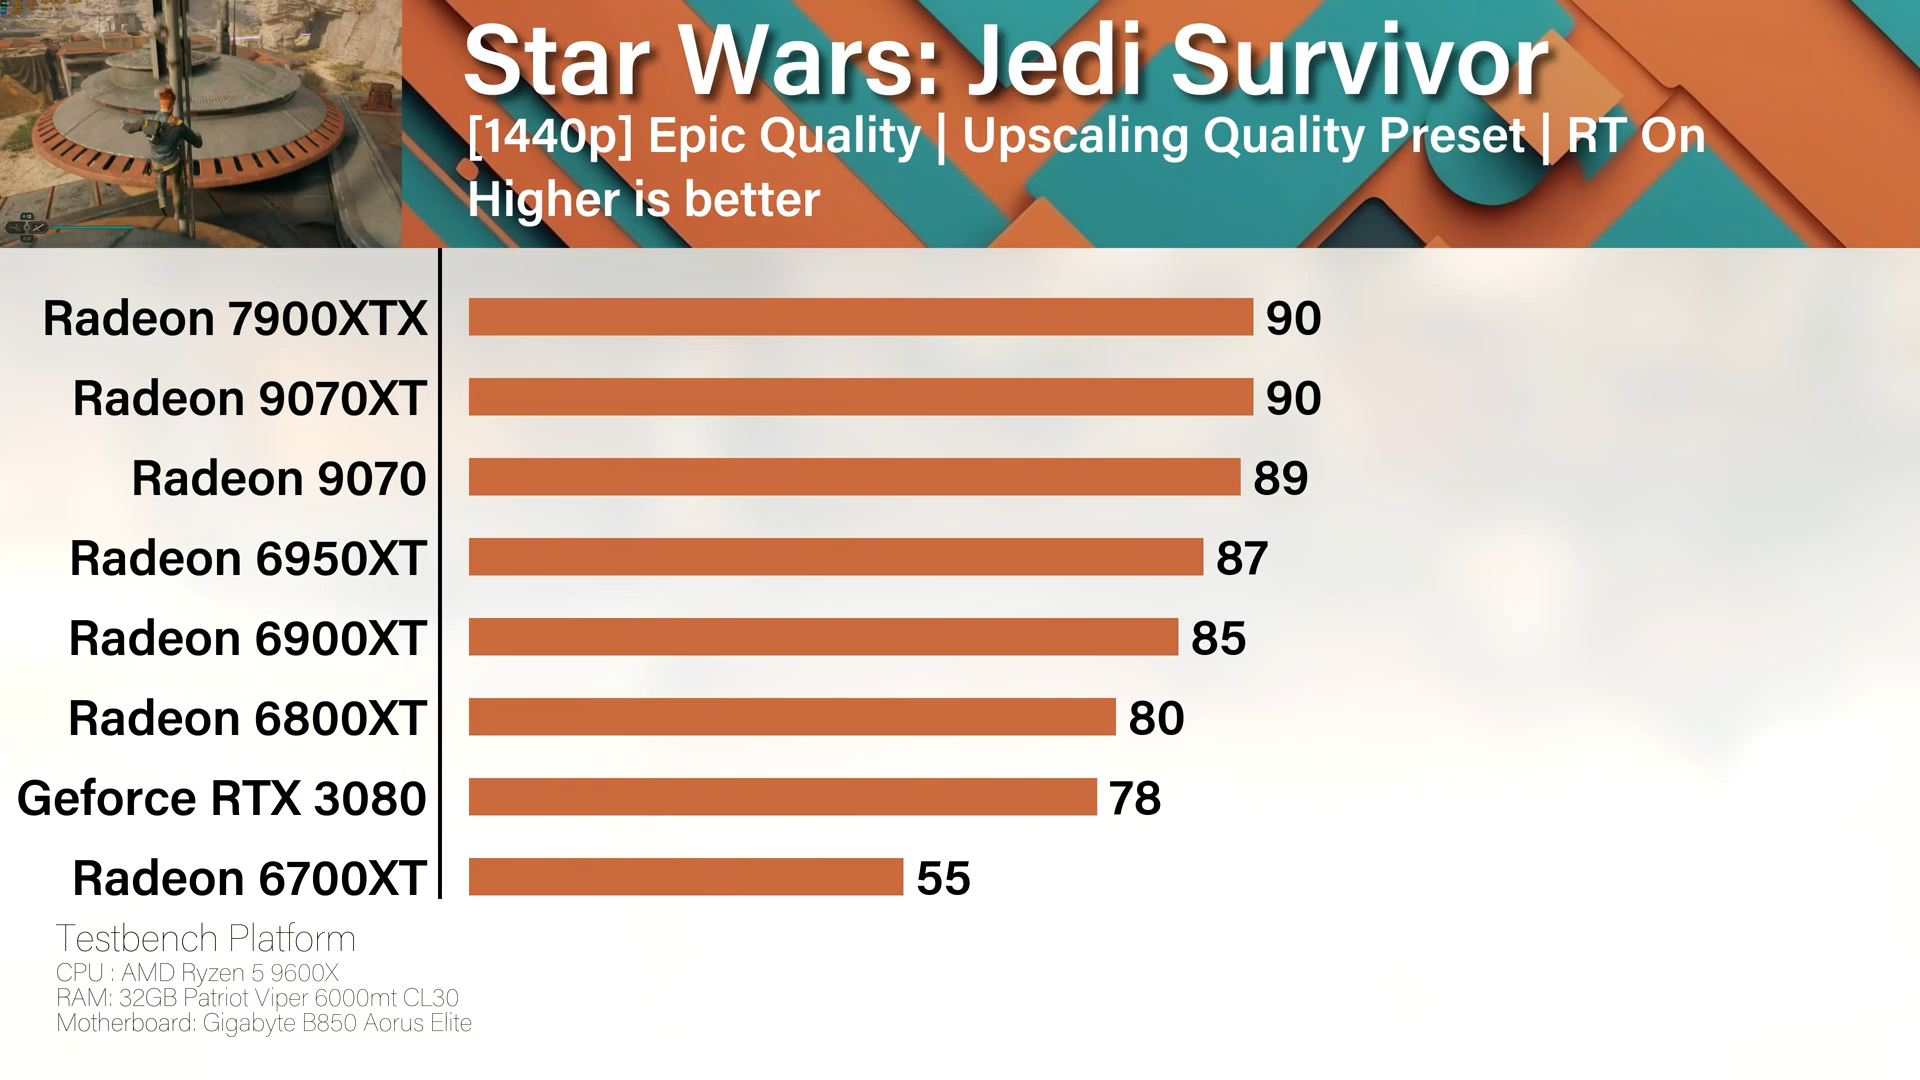 Star Wars: Jedi Survivor
[1440p] Epic Quality | Upscaling Quality Preset | RT On
Higher is better
Radeon 7900XTX 90
Radeon 9070XT 90
Radeon 9070 89
Radeon 6950XT 87
Radeon 6900XT 85
Radeon 6800XT 80
Geforce RTX 3080 78
Radeon 6700XT 55
Testbench Platform
CPU : AMD Ryzen 5 9600X
RAM: 32GB Patriot Viper 6000mt CL30
Motherboard: Gigabyte B850 Aorus Elite